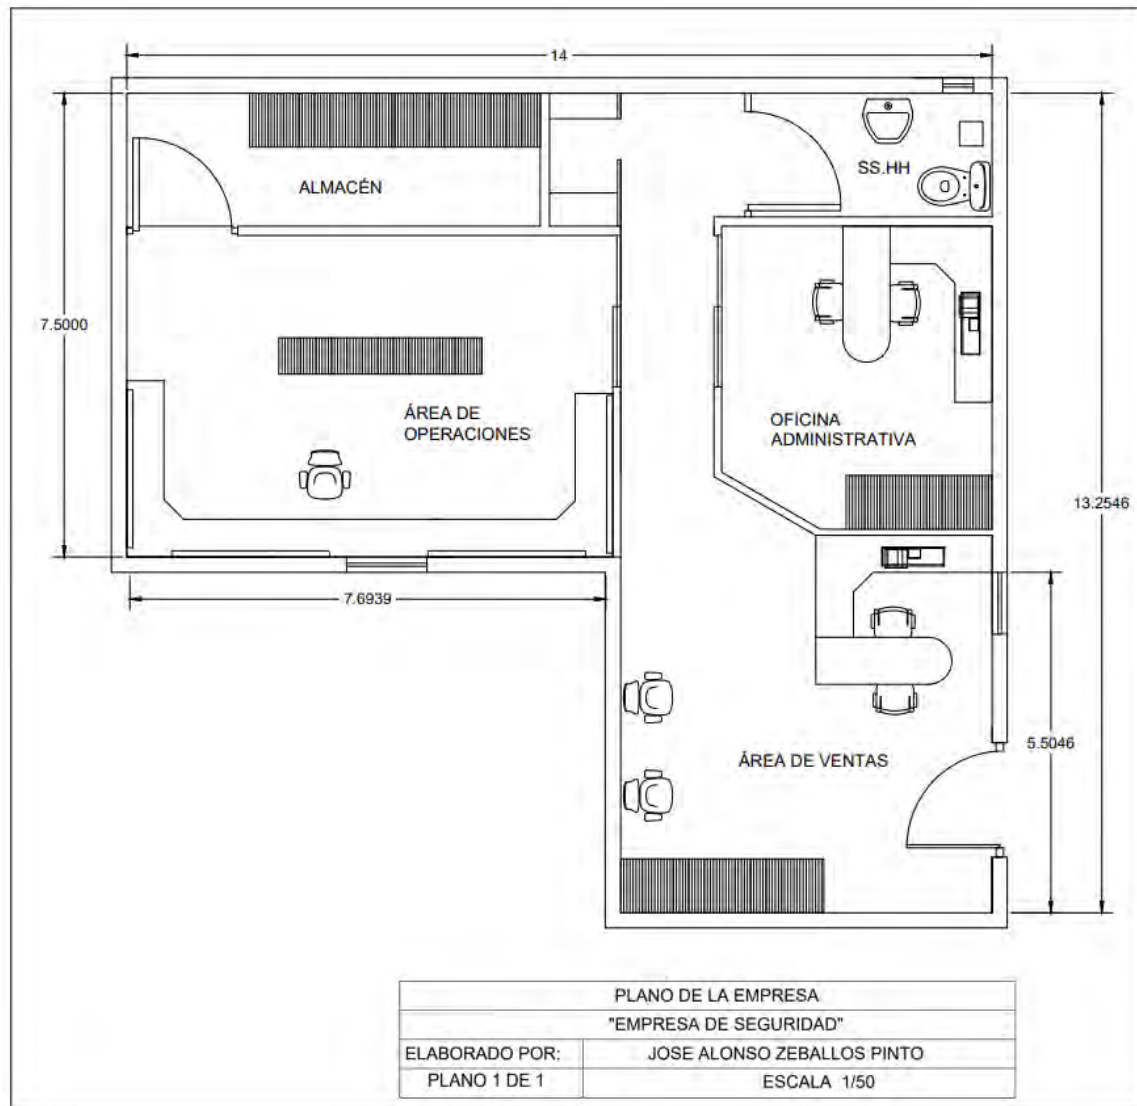 14
SS.HH
ALMACÉN
7.5000
ÁREA DE
OPERACIONES
OFICINA
ADMINISTRATIVA
13.2546
7.6939
5.5046
ÁREA DE VENTAS
PLANO DE LA EMPRESA
"EMPRESA DE SEGURIDAD"
ELABORADO POR: JOSE ALONSO ZEBALLOS PINTO
PLANO 1 DE 1 ESCALA 1/50